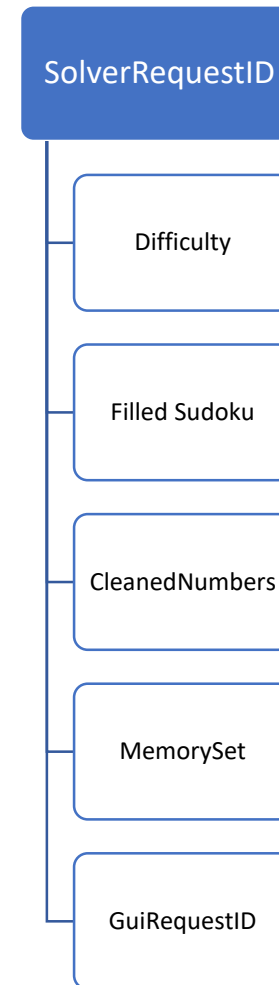 SolverRequestID
Difficulty
Filled Sudoku
CleanedNumbers
MemorySet
GuiRequestID